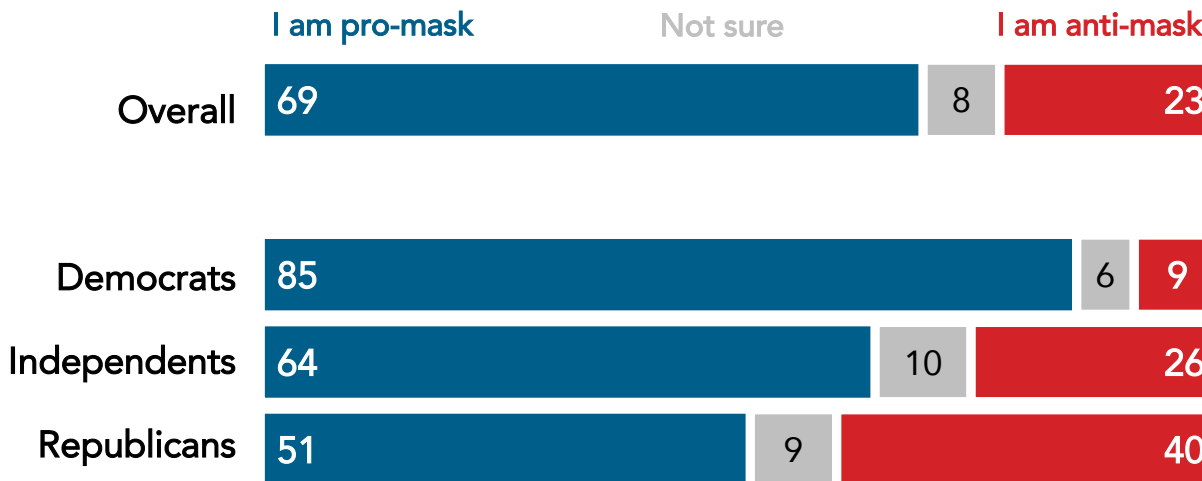 I am pro-mask Not sure I am anti-mask
Overall 69 8 23
Democrats 85 6 9
Independents 64 10 26
Republicans 51 9 40